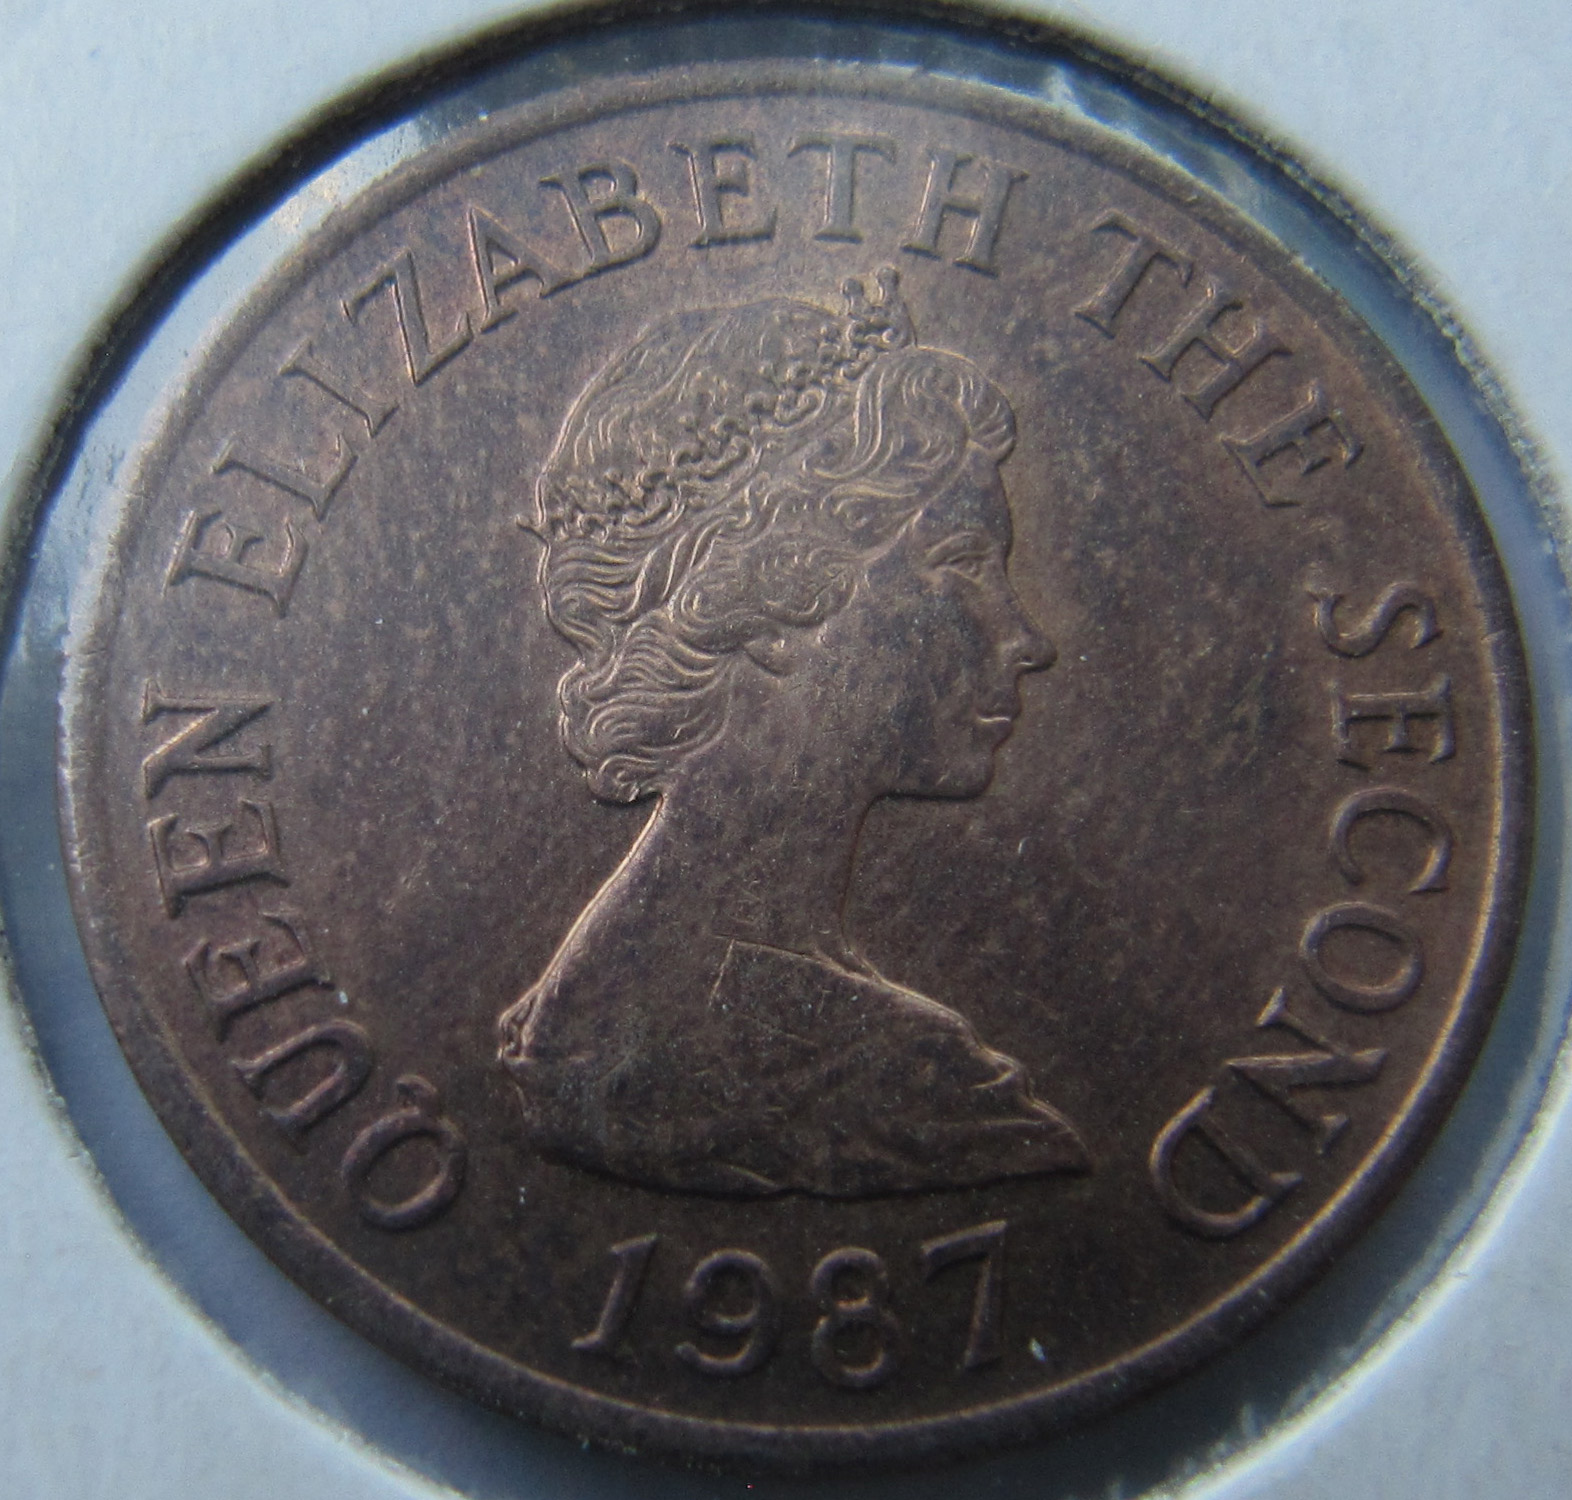 QUEEN ELIZABETH THE SECOND
1987